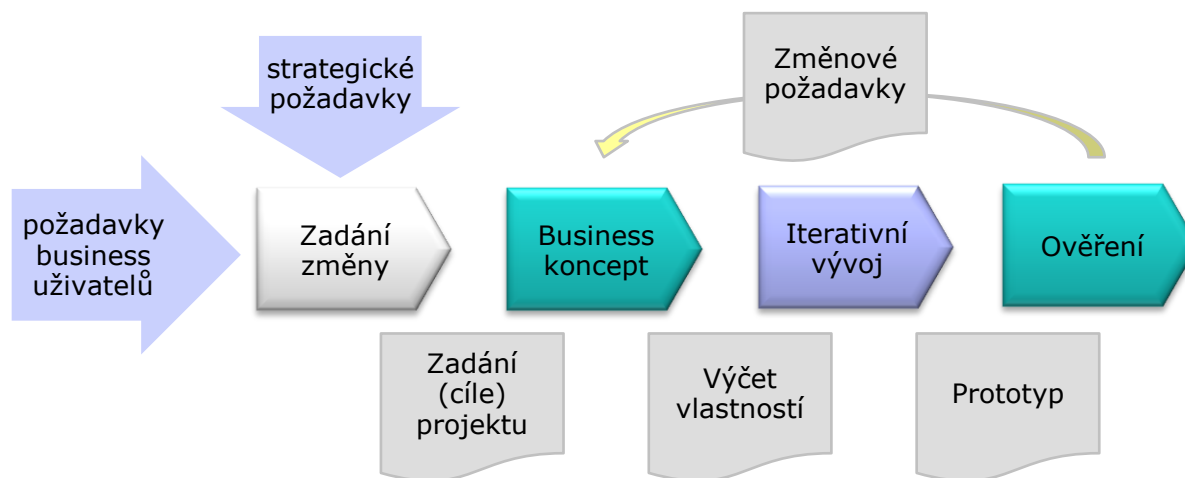 strategické
požadavky
Změnové
požadavky
požadavky
business
uživatelů
Zadání
změny
Business
koncept
Iterativní
vývoj
Ověření
Zadání
(cíle)
projektu
Výčet
vlastností
Prototyp